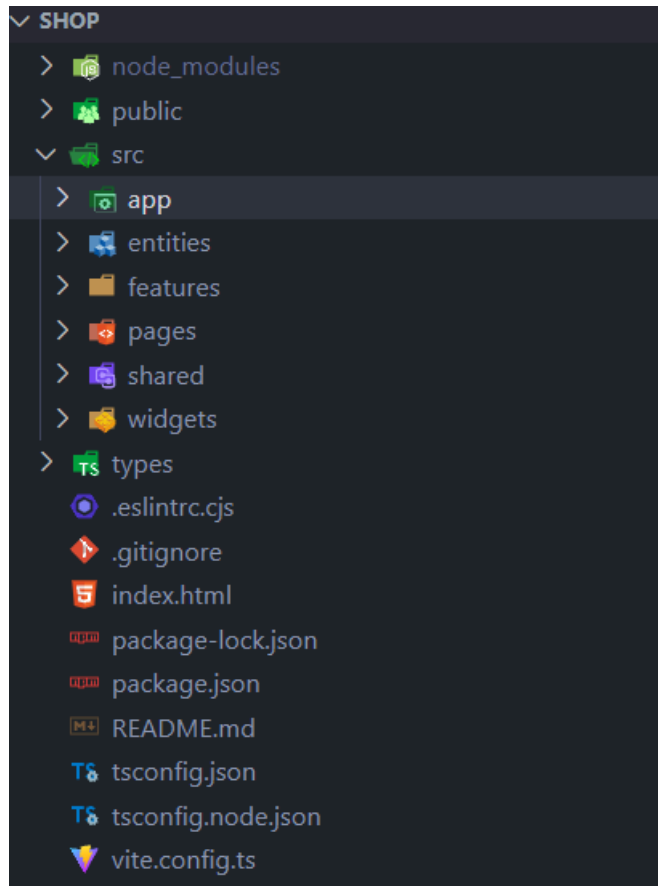 SHOP
node_modules
public
src
app
entities
features
pages
shared
widgets
types
.eslintrc.cjs
.gitignore
index.html
package-lock.json
package.json
README.md
tsconfig.json
tsconfig.node.json
vite.config.ts